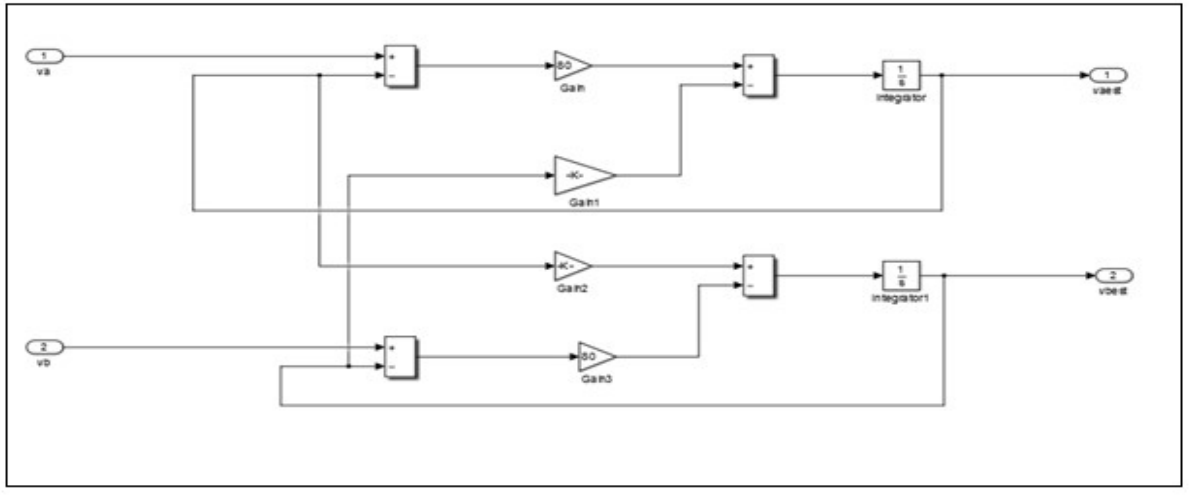 1
va
+
−
80
Gain
+
−
1
s
Integrator
1
vaest
-K-
Gain1
-K-
Gain2
+
−
1
s
Integrator1
2
vbest
2
vb
+
−
80
Gain3